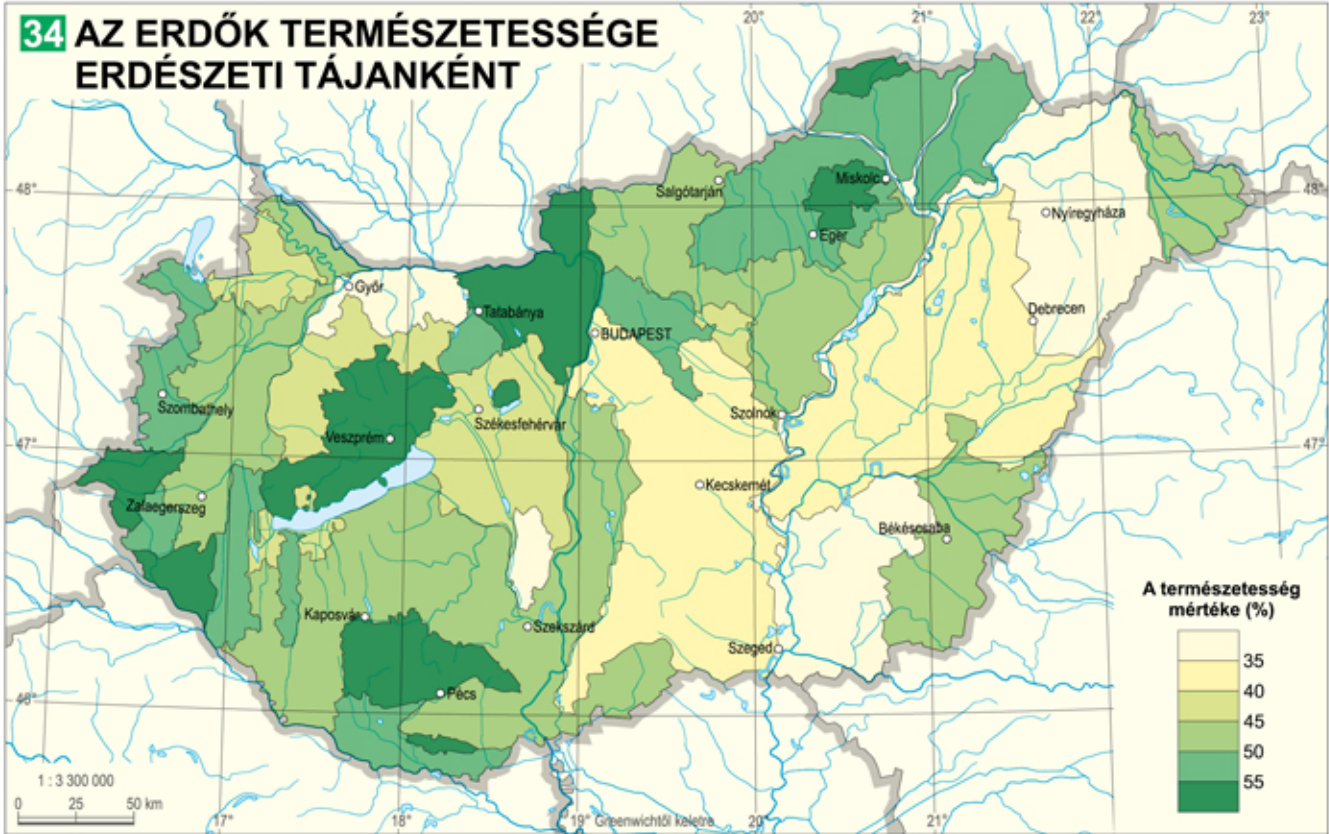 34 AZ ERDŐK TERMÉSZETESSÉGE
ERDÉSZETI TÁJANKÉNT
20°
21°
22°
23°
48°
48°
Salgótarján
Miskolc
Eger
Nyíregyháza
Győr
Tatabánya
BUDAPEST
Debrecen
Szombathely
Székesfehérvár
Szolnok
Veszprém
47°
47°
Zalaegerszeg
Kecskemét
Békéscsaba
Kaposvár
Szekszárd
Szeged
Pécs
46°
A természetesség
mértéke (%)
35
40
45
50
55
1 : 3 300 000
0 25 50 km
17°
18°
19° Greenwichtől keletre
20°
21°